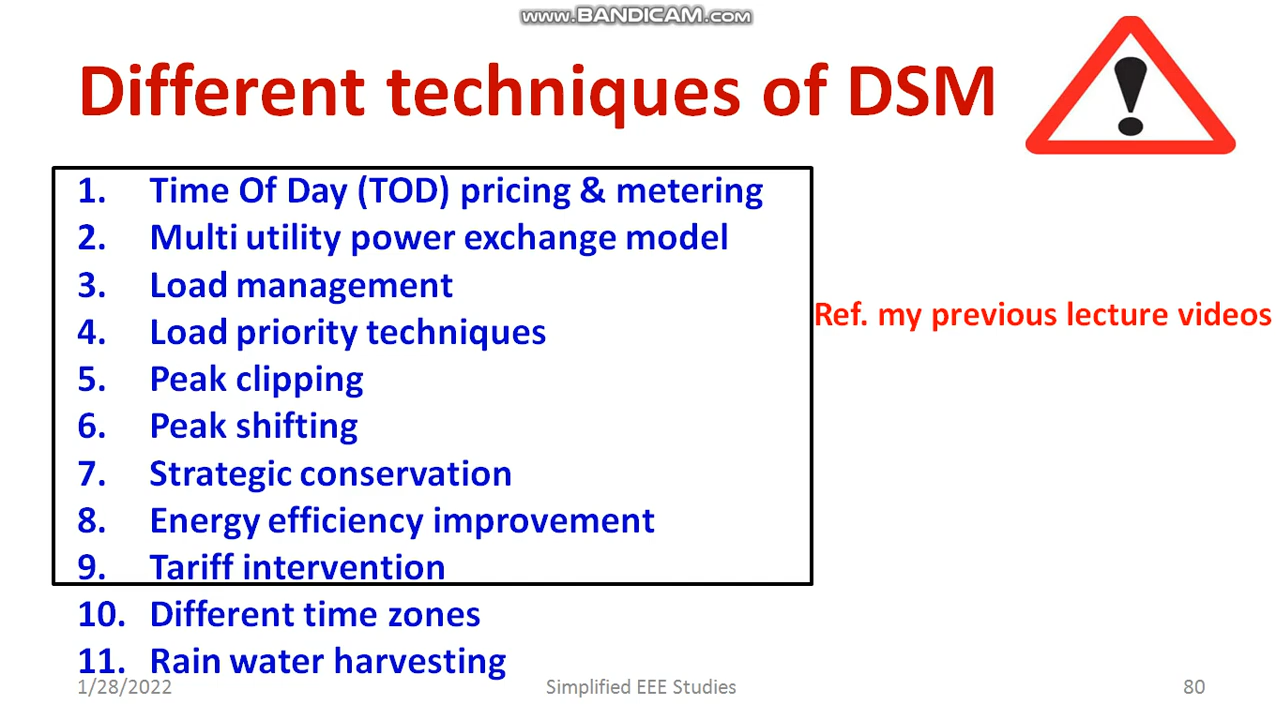 www.BANDICAM.com
Different techniques of DSM
1. Time Of Day (TOD) pricing & metering
2. Multi utility power exchange model
3. Load management
Ref. my previous lecture videos
4. Load priority techniques
5. Peak clipping
6. Peak shifting
7. Strategic conservation
8. Energy efficiency improvement
9. Tariff intervention
10. Different time zones
11. Rain water harvesting
1/28/2022 Simplified EEE Studies 80